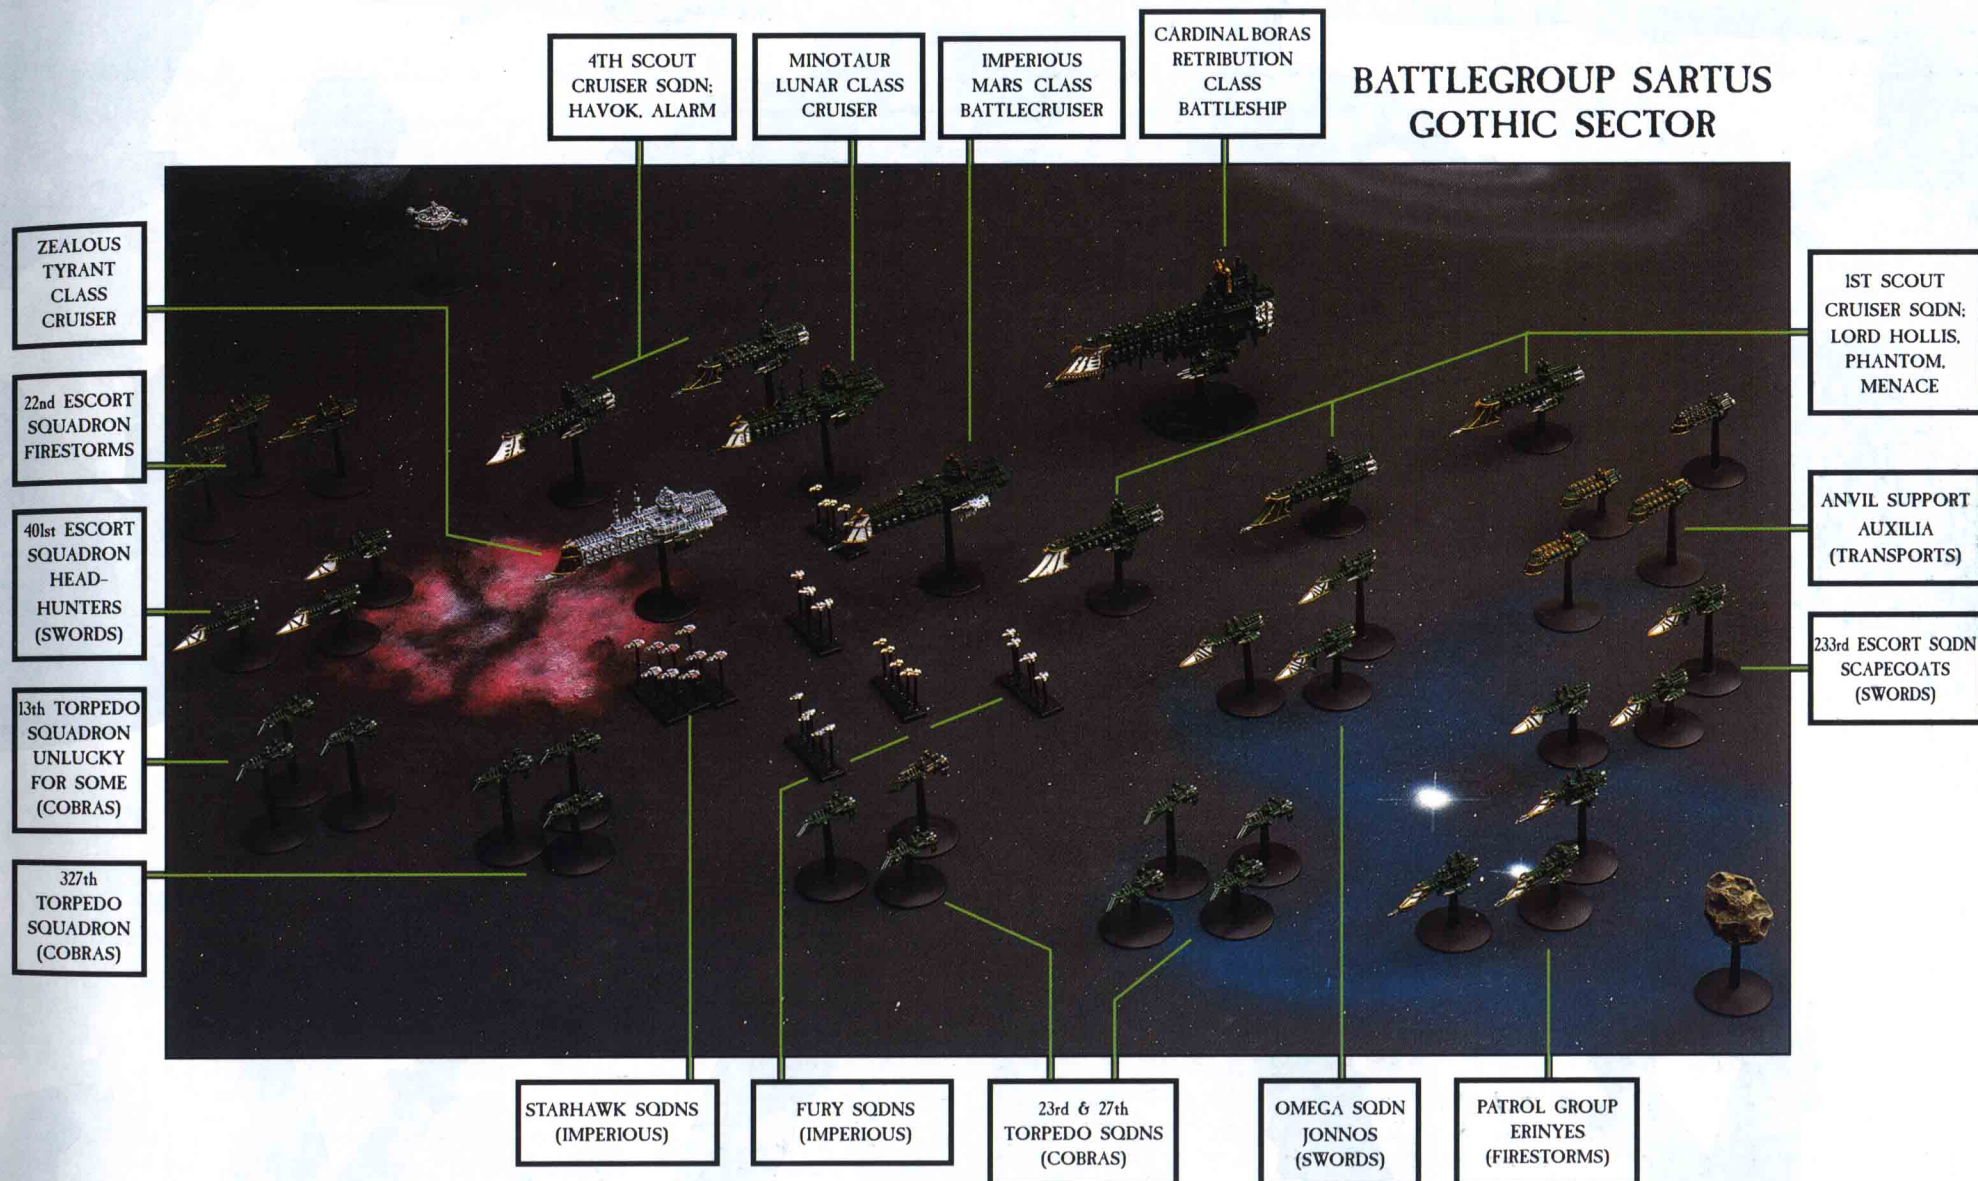 BATTLEGROUP SARTUS
GOTHIC SECTOR
4TH SCOUT
CRUISER SQDN:
HAVOK, ALARM
MINOTAUR
LUNAR CLASS
CRUISER
IMPERIOUS
MARS CLASS
BATTLECRUISER
CARDINAL BORAS
RETRIBUTION
CLASS
BATTLESHIP
ZEALOUS
TYRANT
CLASS
CRUISER
22nd ESCORT
SQUADRON
FIRESTORMS
401st ESCORT
SQUADRON
HEAD-
HUNTERS
(SWORDS)
13th TORPEDO
SQUADRON
UNLUCKY
FOR SOME
(COBRAS)
327th
TORPEDO
SQUADRON
(COBRAS)
1ST SCOUT
CRUISER SQDN:
LORD HOLLIS,
PHANTOM,
MENACE
ANVIL SUPPORT
AUXILIA
(TRANSPORTS)
233rd ESCORT SQDN
SCAPEGOATS
(SWORDS)
STARHAWK SQDNS
(IMPERIOUS)
FURY SQDNS
(IMPERIOUS)
23rd & 27th
TORPEDO SQDNS
(COBRAS)
OMEGA SQDN
JONNOS
(SWORDS)
PATROL GROUP
ERINYES
(FIRESTORMS)